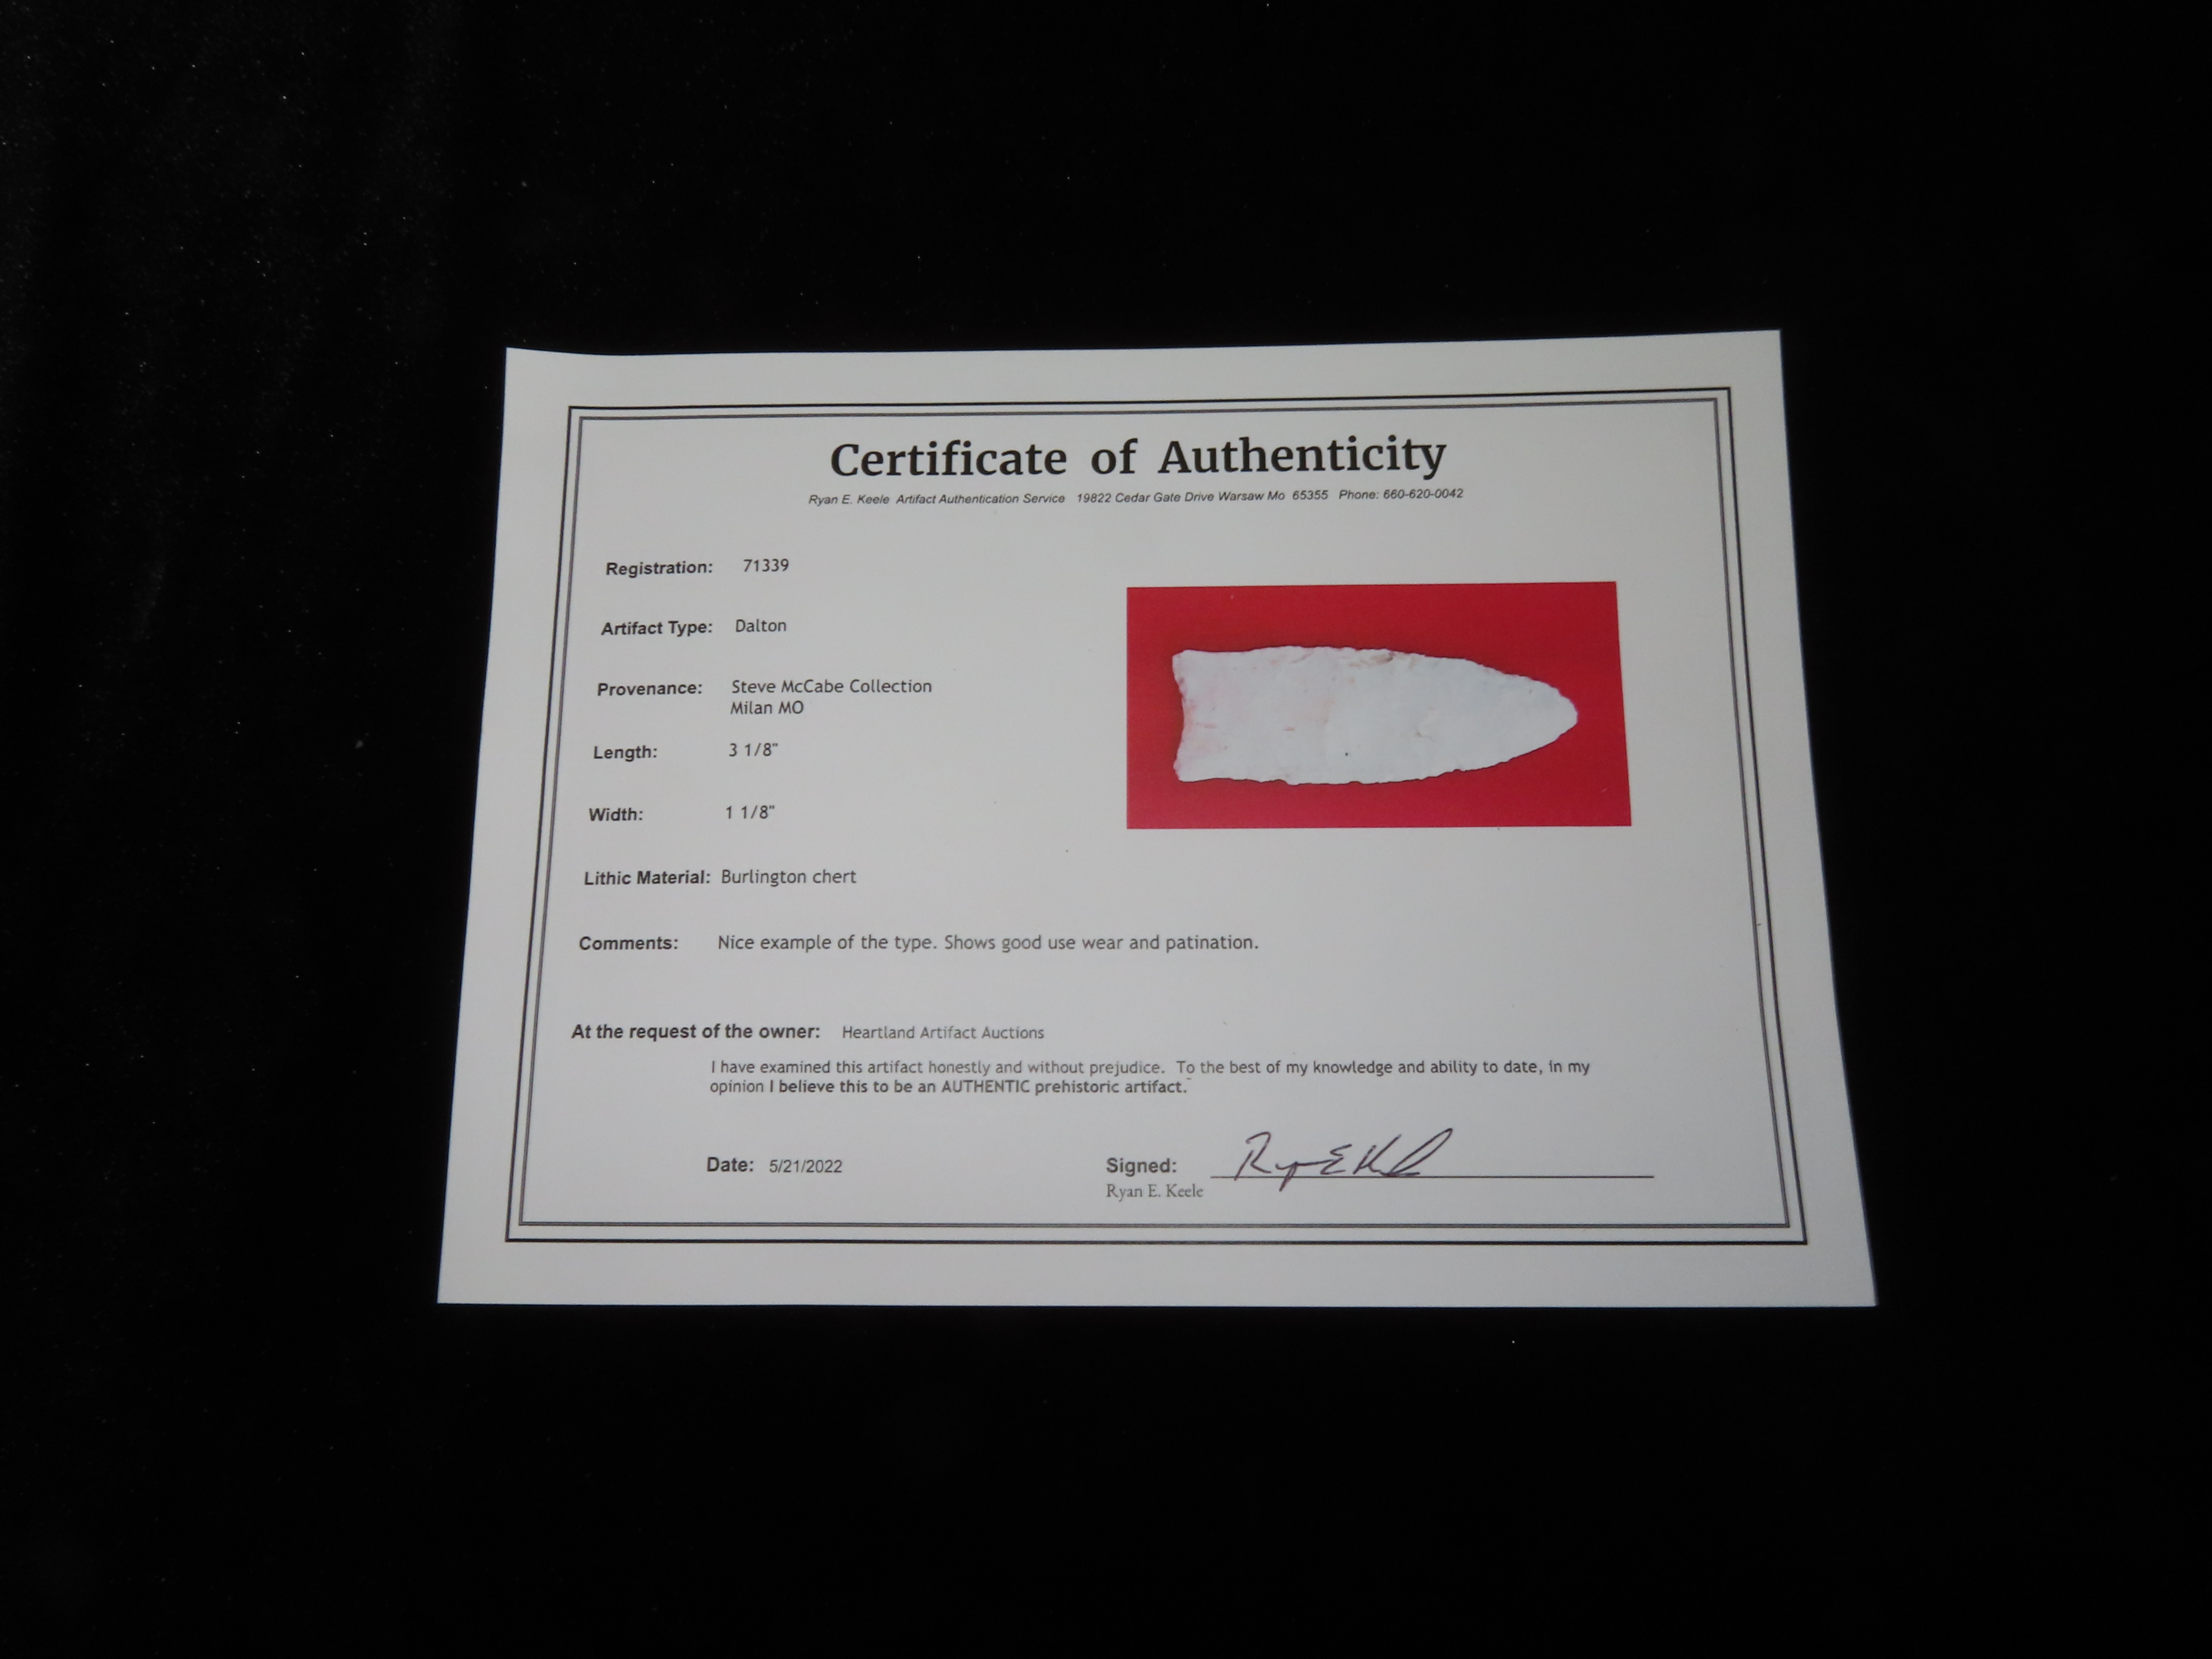 Certificate of Authenticity
Ryan E. Keele Artifact Authentication Service 19822 Cedar Gate Drive Warsaw Mo 65355 Phone: 660-620-0042
Registration: 71339
Artifact Type: Dalton
Provenance: Steve McCabe Collection
Milan MO
Length: 3 1/8"
Width: 1 1/8"
Lithic Material: Burlington chert
Comments: Nice example of the type. Shows good use wear and patination.
At the request of the owner: Heartland Artifact Auctions
I have examined this artifact honestly and without prejudice. To the best of my knowledge and ability to date, in my
opinion I believe this to be an AUTHENTIC prehistoric artifact.
Date: 5/21/2022
Signed: Ryan E Keele
Ryan E. Keele